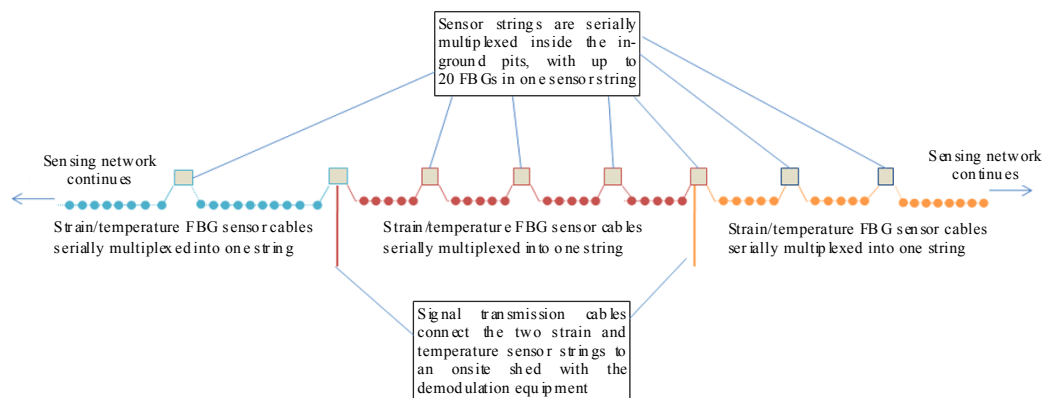 Sensor strings are serially
multiplexed inside the in-
ground pits, with up to
20 FBGs in one sensor string
Sensing network
continues
Sensing network
continues
Strain/temperature FBG sensor cables
serially multiplexed into one string
Strain/temperature FBG sensor cables
serially multiplexed into one string
Strain/temperature FBG sensor cables
serially multiplexed into one string
Signal transmission cables
connect the two strain and
temperature sensor strings to
an onsite shed with the
demodulation equipment